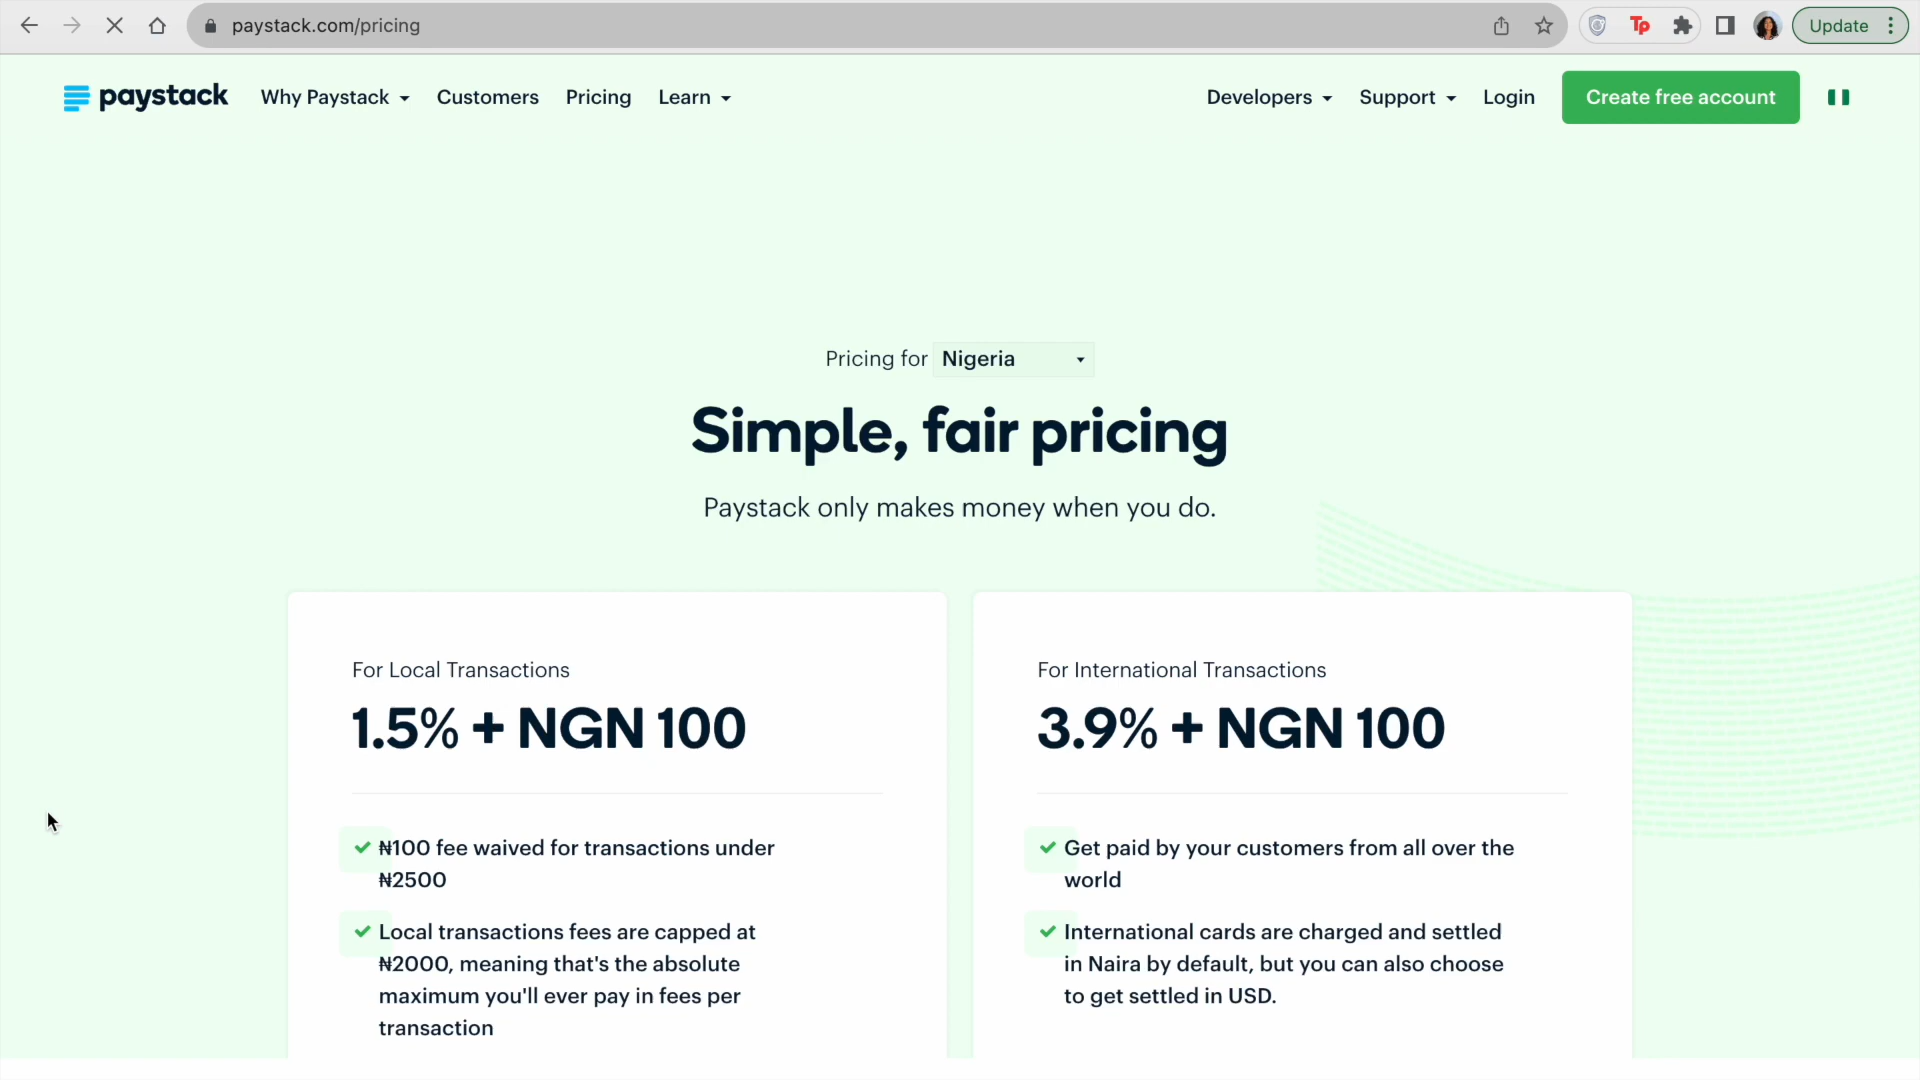 paystack.com/pricing
Tp
Update
paystack
Why Paystack
Customers
Pricing
Learn
Developers
Support
Login
Create free account
Pricing for Nigeria
Simple, fair pricing
Paystack only makes money when you do.
For Local Transactions
1.5% + NGN 100
₦100 fee waived for transactions under
₦2500
Local transactions fees are capped at
₦2000, meaning that's the absolute
maximum you'll ever pay in fees per
transaction
For International Transactions
3.9% + NGN 100
Get paid by your customers from all over the
world
International cards are charged and settled
in Naira by default, but you can also choose
to get settled in USD.